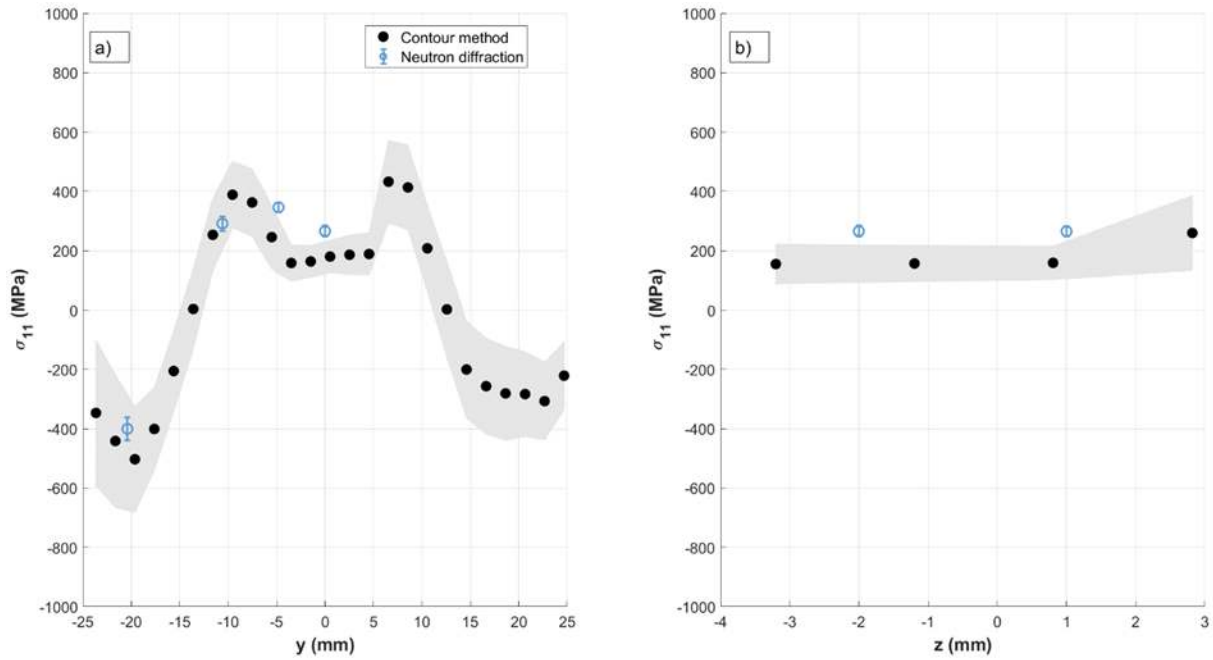 a)
Contour method
Neutron diffraction
1000
800
600
400
200
0
-200
-400
-600
-800
-1000
σ11 (MPa)
-25 -20 -15 -10 -5 0 5 10 15 20 25
y (mm)
b)
1000
800
600
400
200
0
-200
-400
-600
-800
-1000
σ11 (MPa)
-4 -3 -2 -1 0 1 2 3
z (mm)